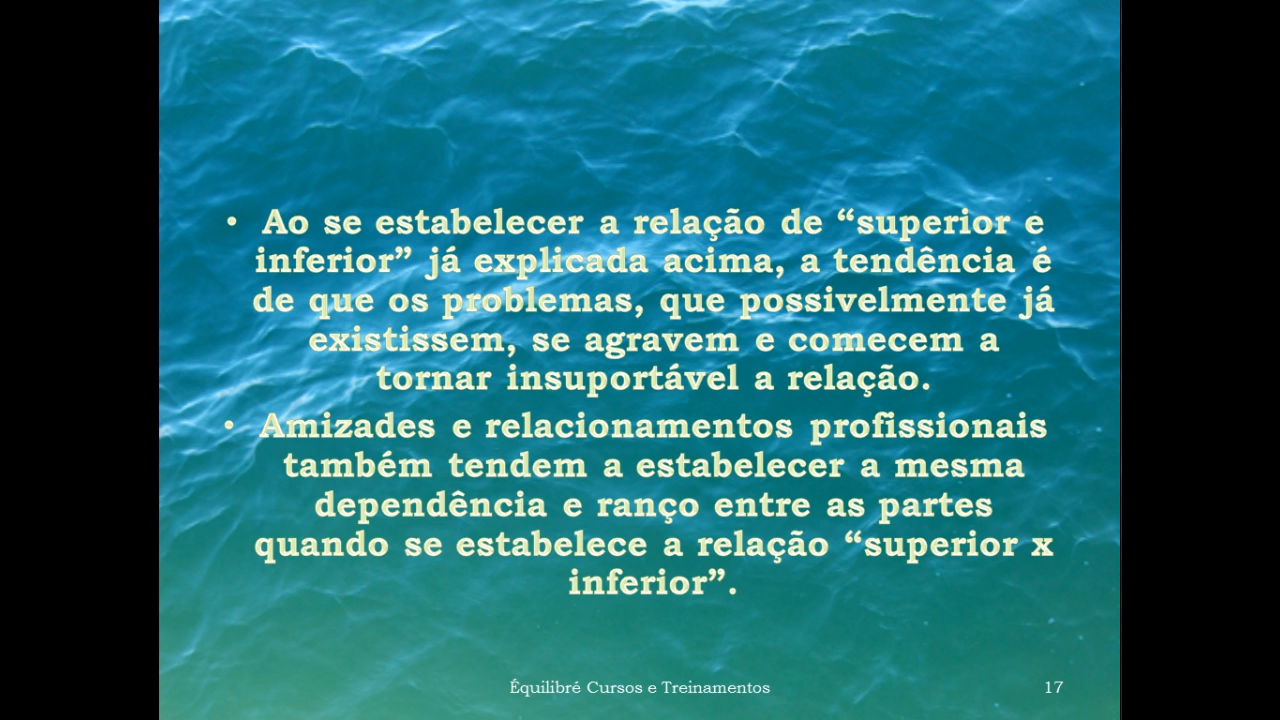 • Ao se estabelecer a relação de “superior e
inferior” já explicada acima, a tendência é
de que os problemas, que possivelmente já
existissem, se agravem e comecem a
tornar insuportável a relação.
• Amizades e relacionamentos profissionais
também tendem a estabelecer a mesma
dependência e ranço entre as partes
quando se estabelece a relação “superior x
inferior”.
Équilibré Cursos e Treinamentos
17